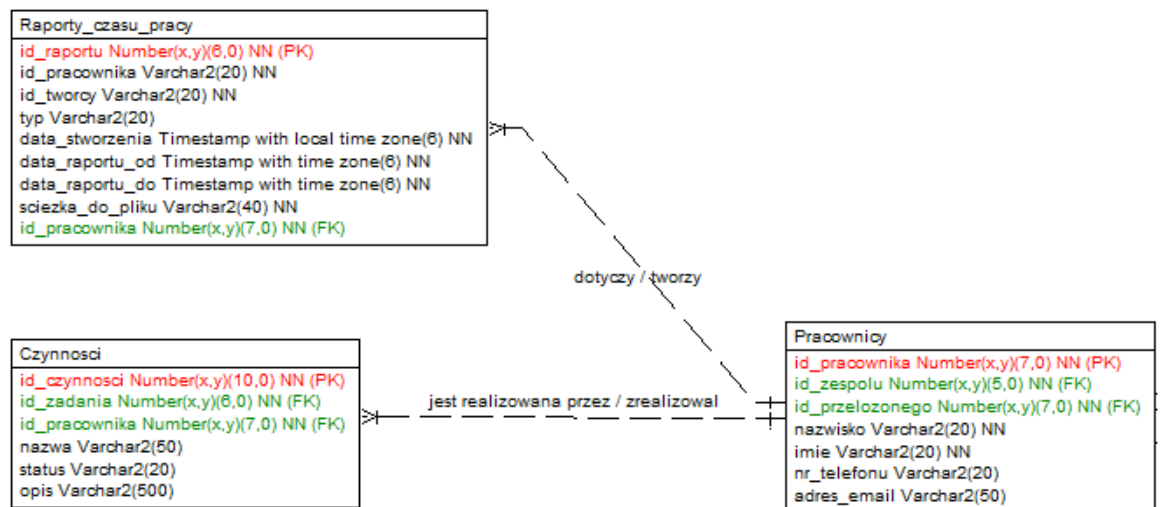 Raporty_czasu_pracy
id_raportu Number(x,y)(6,0) NN (PK)
id_pracownika Varchar2(20) NN
id_tworcy Varchar2(20) NN
typ Varchar2(20)
data_stworzenia Timestamp with local time zone(6) NN
data_raportu_od Timestamp with time zone(6) NN
data_raportu_do Timestamp with time zone(6) NN
sciezka_do_pliku Varchar2(40) NN
id_pracownika Number(x,y)(7,0) NN (FK)
dotyczy / tworzy
Czynnosci
id_czynnosci Number(x,y)(10,0) NN (PK)
id_zadania Number(x,y)(6,0) NN (FK)
id_pracownika Number(x,y)(7,0) NN (FK)
nazwa Varchar2(50)
status Varchar2(20)
opis Varchar2(500)
jest realizowana przez / zrealizowal
Pracownicy
id_pracownika Number(x,y)(7,0) NN (PK)
id_zespolu Number(x,y)(5,0) NN (FK)
id_przelozonego Number(x,y)(7,0) NN (FK)
nazwisko Varchar2(20) NN
imie Varchar2(20) NN
nr_telefonu Varchar2(20)
adres_email Varchar2(50)